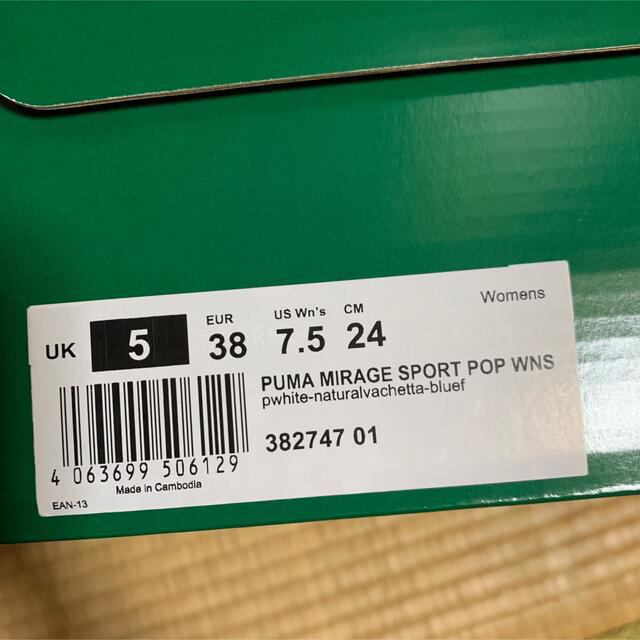 Womens
UK 5 EUR 38 US Wn's 7.5 CM 24
PUMA MIRAGE SPORT POP WNS
pwhite-naturalvachetta-bluef
382747 01
4 063699 506129
Made in Cambodia
EAN-13